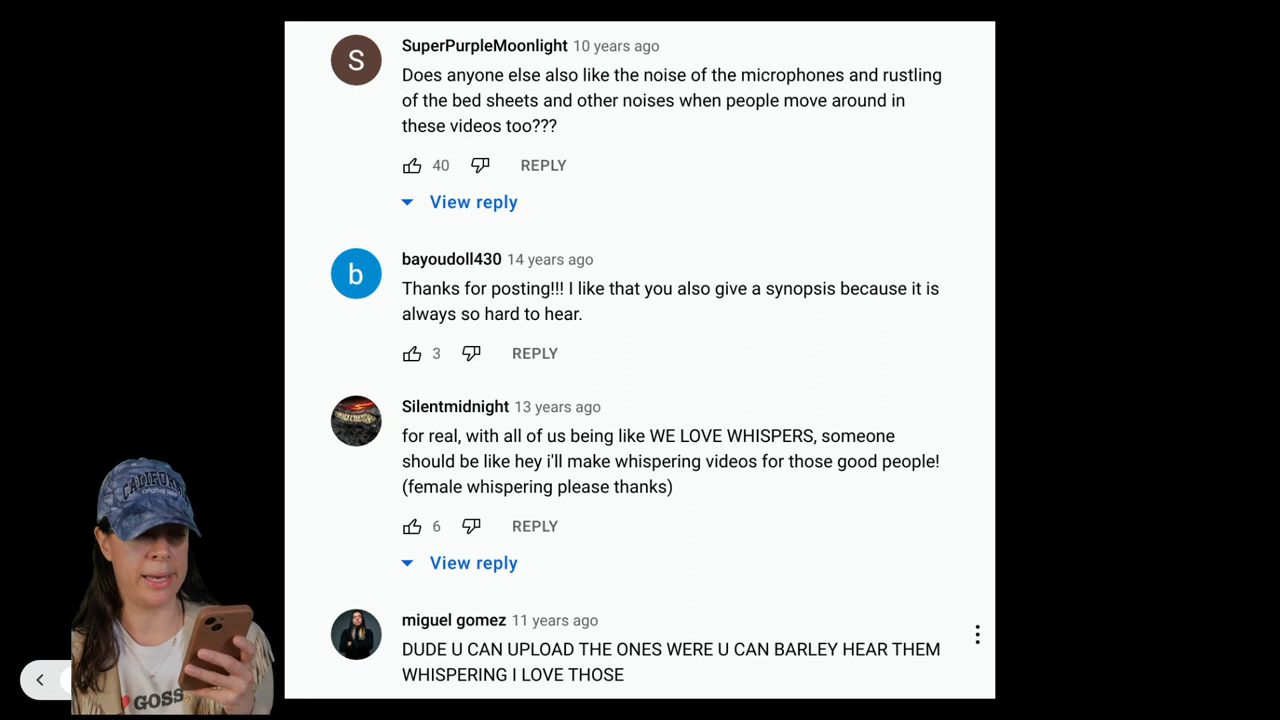 SuperPurpleMoonlight 10 years ago
Does anyone else also like the noise of the microphones and rustling
of the bed sheets and other noises when people move around in
these videos too???
40 REPLY
View reply
bayoudoll430 14 years ago
Thanks for posting!!! I like that you also give a synopsis because it is
always so hard to hear.
3 REPLY
Silentmidnight 13 years ago
for real, with all of us being like WE LOVE WHISPERS, someone
should be like hey i'll make whispering videos for those good people!
(female whispering please thanks)
6 REPLY
View reply
miguel gomez 11 years ago
DUDE U CAN UPLOAD THE ONES WERE U CAN BARLEY HEAR THEM
WHISPERING I LOVE THOSE
S
b
CALIFORNIA
GOSS